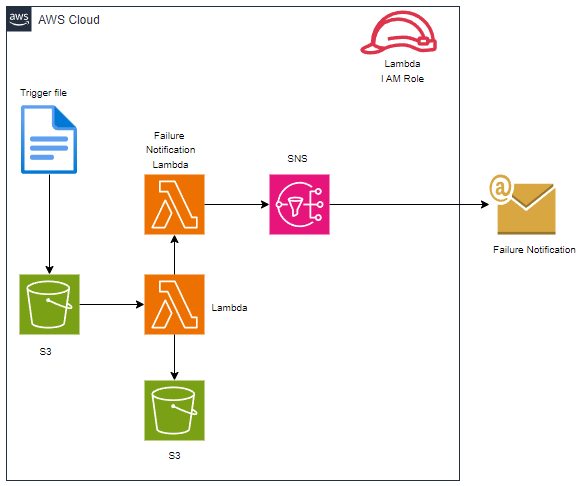 aws
AWS Cloud
Lambda
I AM Role
Trigger file
Failure
Notification
Lambda
SNS
@
Failure Notification
Lambda
S3
S3